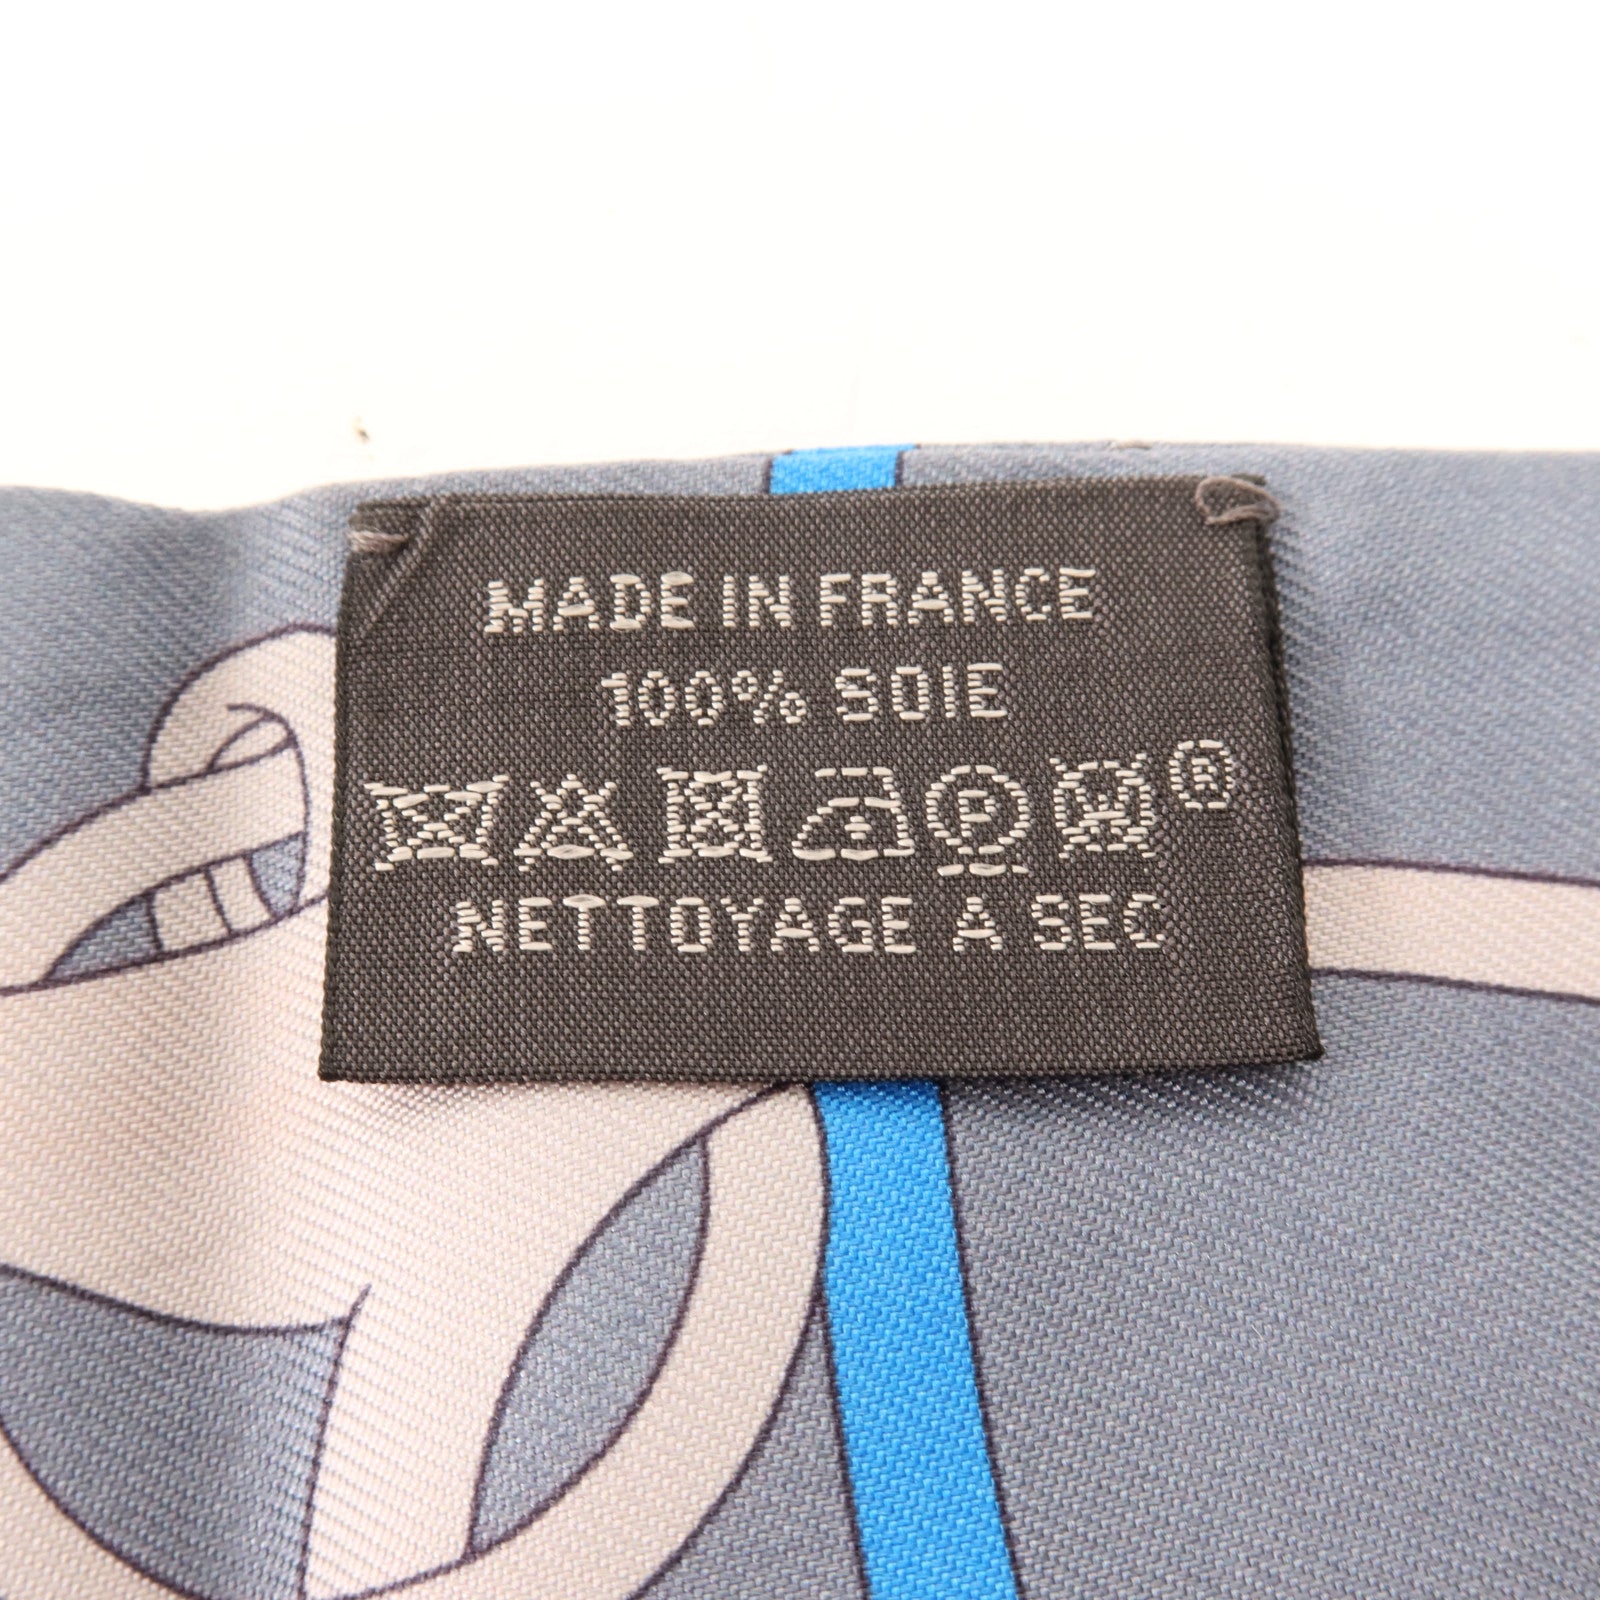 MADE IN FRANCE
100% SOIE
P W ®
NETTOYAGE A SEC